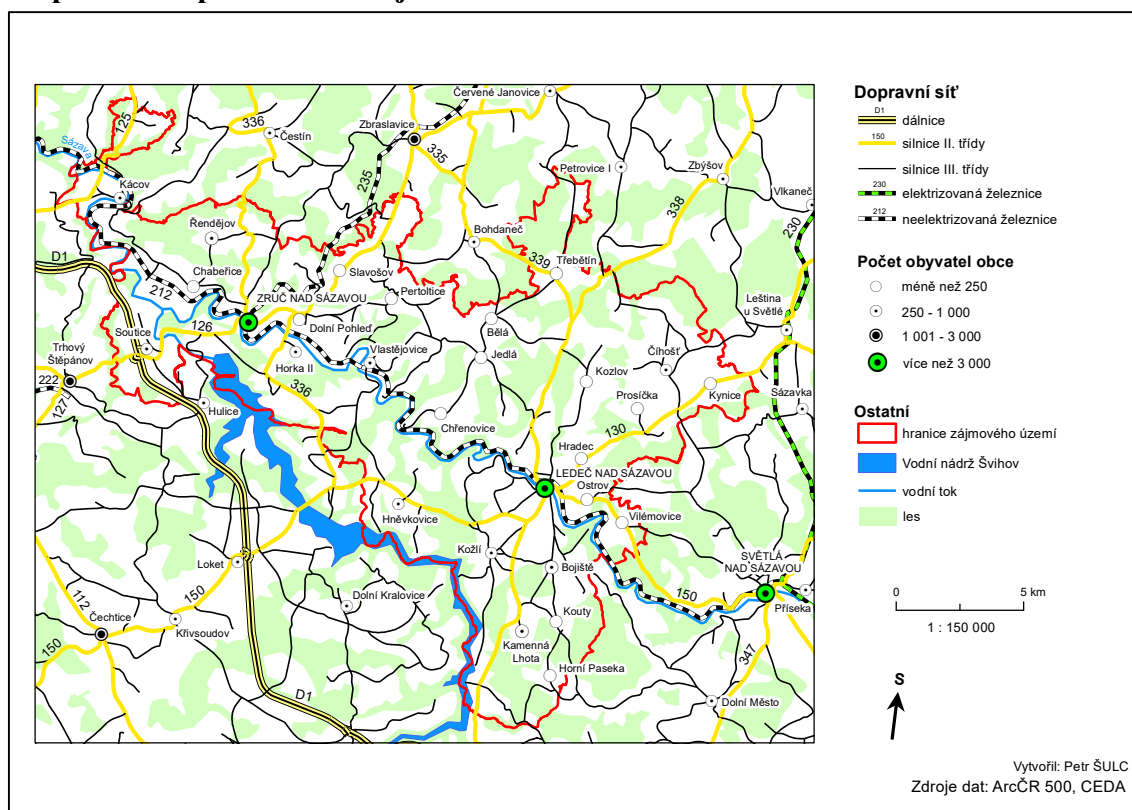 Červené Janovice
336
125
Čestín
Zbraslavice
335
Sázava
Petrovice I
Zbýšov
Kácov
235
Vlkaneč
338
230
Řendějov
Bohdaneč
D1
339
Třebětín
Chabeřice
Slavošov
212
ZRUČ NAD SÁZAVOU
Pertoltice
Leština
u Světlé
126
Dolní Pohleď
Soutice
Bělá
Vlastějovice
Trhový
Štěpánov
Horka II
Jedlá
Číhošť
336
222
Kozlov
127
Hulice
Prosíčka
Kynice
Sázavka
Chřenovice
130
Hradec
LEDEČ NAD SÁZAVOU
Ostrov
Hněvkovice
Vilémovice
Kožlí
SVĚTLÁ
NAD SÁZAVOU
Loket
Bojiště
150
150
Dolní Kralovice
Příseka
112
Čechtice
Křivsoudov
Kouty
150
Kamenná
Lhota
347
Horní Paseka
D1
Dolní Město
Dopravní síť
D1
dálnice
150
silnice II. třídy
silnice III. třídy
230
elektrizovaná železnice
212
neelektrizovaná železnice
Počet obyvatel obce
méně než 250
250 - 1 000
1 001 - 3 000
více než 3 000
Ostatní
hranice zájmového území
Vodní nádrž Švihov
vodní tok
les
0 5 km
1 : 150 000
S
Vytvořil: Petr ŠULC
Zdroje dat: ArcČR 500, CEDA